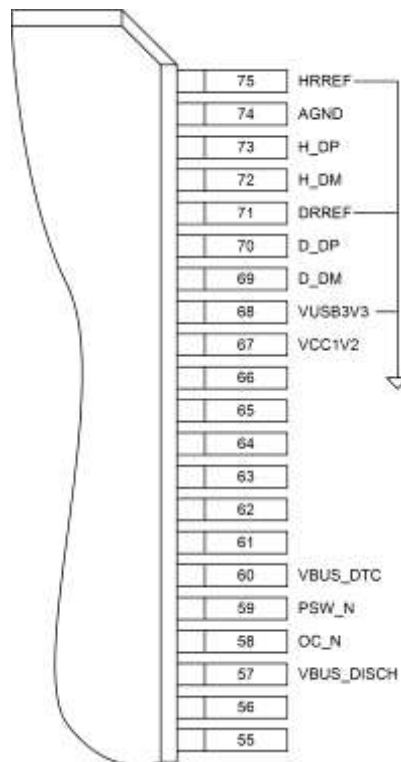 75 HRREF
74 AGND
73 H_DP
72 H_DM
71 DRREF
70 D_DP
69 D_DM
68 VUSB3V3
67 VCC1V2
66
65
64
63
62
61
60 VBUS_DTC
59 PSW_N
58 OC_N
57 VBUS_DISCH
56
55